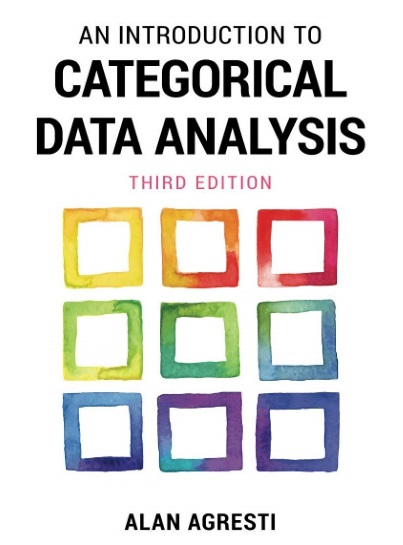 AN INTRODUCTION TO
CATEGORICAL
DATA ANALYSIS
THIRD EDITION
ALAN AGRESTI